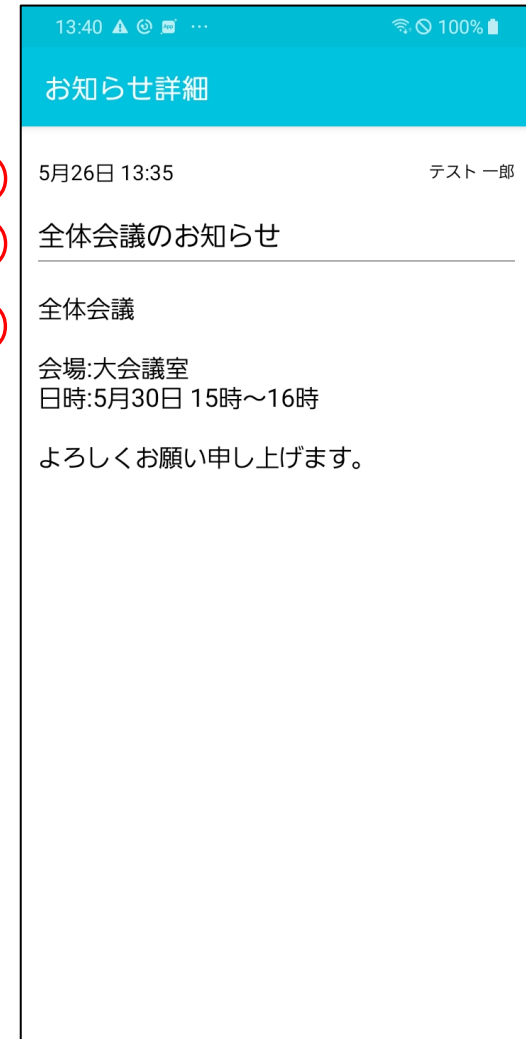 13:40 ... 100%
お知らせ詳細
5月26日 13:35 テスト 一郎
全体会議のお知らせ
全体会議
会場:大会議室
日時:5月30日 15時～16時
よろしくお願い申し上げます。